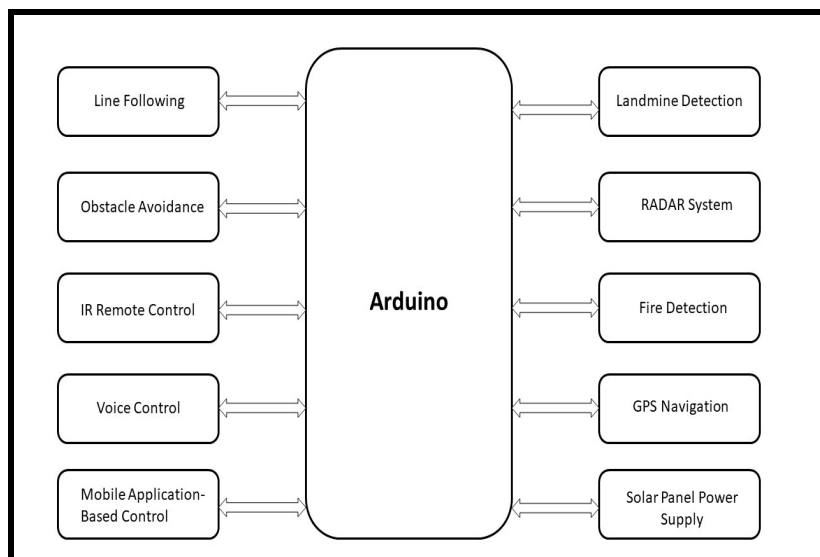 Line Following
Obstacle Avoidance
IR Remote Control
Voice Control
Mobile Application-
Based Control
Arduino
Landmine Detection
RADAR System
Fire Detection
GPS Navigation
Solar Panel Power
Supply